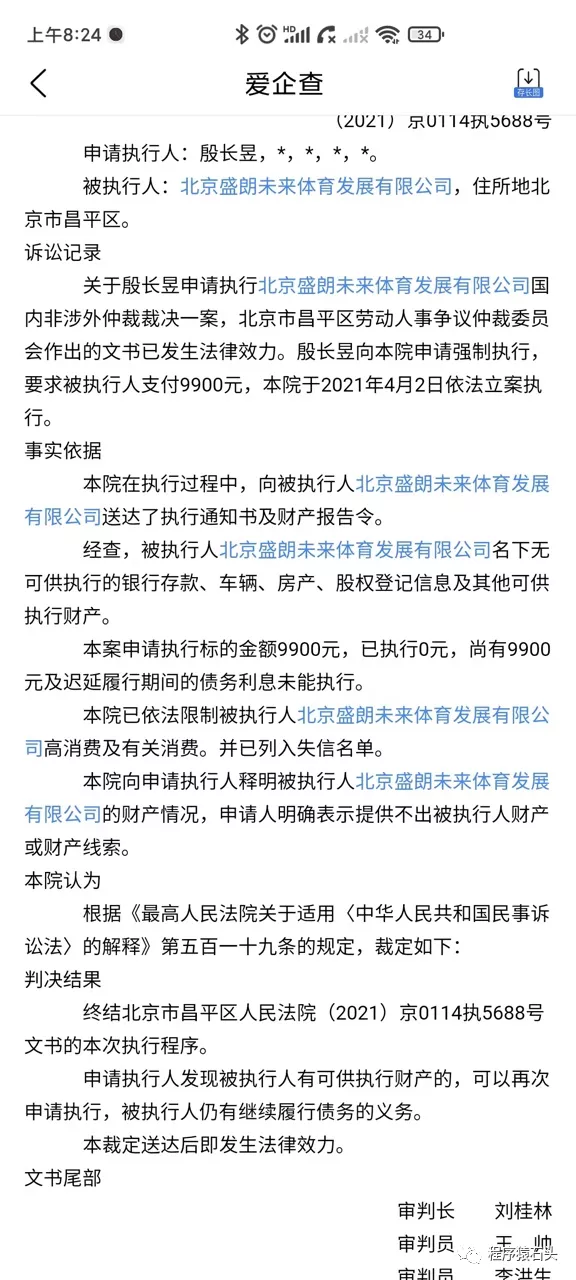 上午8:24
HD
34
爱企查
存长图
（2021）京0114执5688号
申请执行人：殷长昱，*，*，*，*。
被执行人：北京盛朗未来体育发展有限公司，住所地北
京市昌平区。
诉讼记录
关于殷长昱申请执行北京盛朗未来体育发展有限公司国
内非涉外仲裁裁决一案，北京市昌平区劳动人事争议仲裁委员
会作出的文书已发生法律效力。殷长昱向本院申请强制执行，
要求被执行人支付9900元，本院于2021年4月2日依法立案执
行。
事实依据
本院在执行过程中，向被执行人北京盛朗未来体育发展
有限公司送达了执行通知书及财产报告令。
经查，被执行人北京盛朗未来体育发展有限公司名下无
可供执行的银行存款、车辆、房产、股权登记信息及其他可供
执行财产。
本案申请执行标的金额9900元，已执行0元，尚有9900
元及迟延履行期间的债务利息未能执行。
本院已依法限制被执行人北京盛朗未来体育发展有限公
司高消费及有关消费。并已列入失信名单。
本院向申请执行人释明被执行人北京盛朗未来体育发展
有限公司的财产情况，申请人明确表示提供不出被执行人财产
或财产线索。
本院认为
根据《最高人民法院关于适用〈中华人民共和国民事诉
讼法〉的解释》第五百一十九条的规定，裁定如下：
判决结果
终结北京市昌平区人民法院（2021）京0114执5688号
文书的本次执行程序。
申请执行人发现被执行人有可供执行财产的，可以再次
申请执行，被执行人仍有继续履行债务的义务。
本裁定送达后即发生法律效力。
文书尾部
审判长 刘桂林
审判员 王 帅
程序猿石头
审判员 李洪生